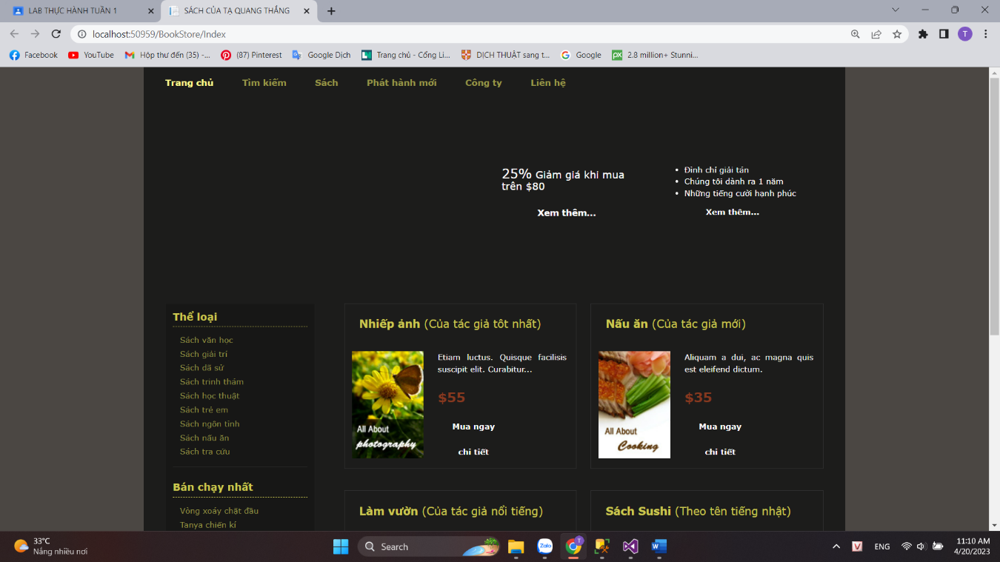 LAB THỰC HÀNH TUẦN 1
SÁCH CỦA TẠ QUANG THẮNG
localhost:50959/BookStore/Index
T
Facebook
YouTube
Hộp thư đến (35) -...
(87) Pinterest
Google Dịch
Trang chủ - Cổng Li...
DỊCH THUẬT sang t...
Google
2.8 million+ Stunni...
Trang chủ
Tìm kiếm
Sách
Phát hành mới
Công ty
Liên hệ
25% Giảm giá khi mua
trên $80
Xem thêm...
Đình chỉ giải tán
Chúng tôi dành ra 1 năm
Những tiếng cười hạnh phúc
Xem thêm...
Thể loại
Sách văn học
Sách giải trí
Sách dã sử
Sách trinh thám
Sách học thuật
Sách trẻ em
Sách ngôn tình
Sách nấu ăn
Sách tra cứu
Bán chạy nhất
Vòng xoáy chặt đầu
Tanya chiến kí
Nhiếp ảnh (Của tác giả tôt nhất)
All About
photography
Etiam luctus. Quisque facilisis
suscipit elit. Curabitur...
$55
Mua ngay
chi tiết
Nấu ăn (Của tác giả mới)
All About
Cooking
Aliquam a dui, ac magna quis
est eleifend dictum.
$35
Mua ngay
chi tiết
Làm vườn (Của tác giả nổi tiếng)
Sách Sushi (Theo tên tiếng nhật)
33°C
Nắng nhiều nơi
Search
Zalo
T
V
ENG
11:10 AM
4/20/2023